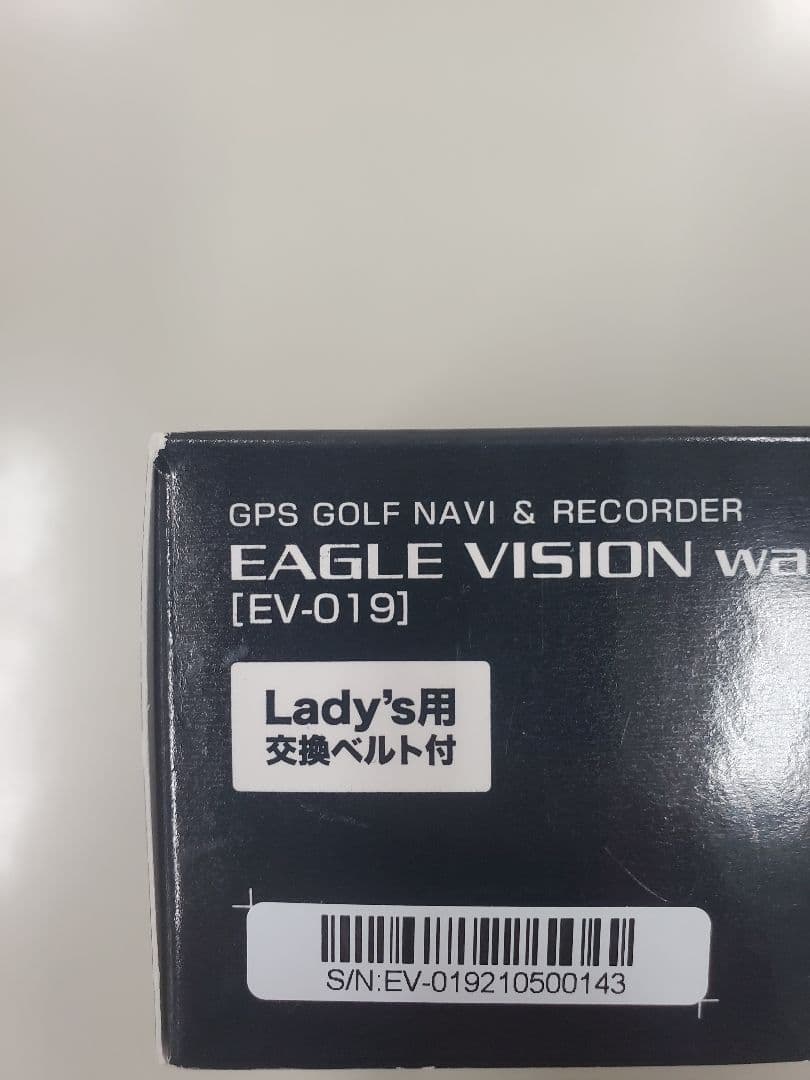 GPS GOLF NAVI & RECORDER
EAGLE VISION wa
[EV-019]
Lady's用
交換ベルト付
S/N:EV-019210500143